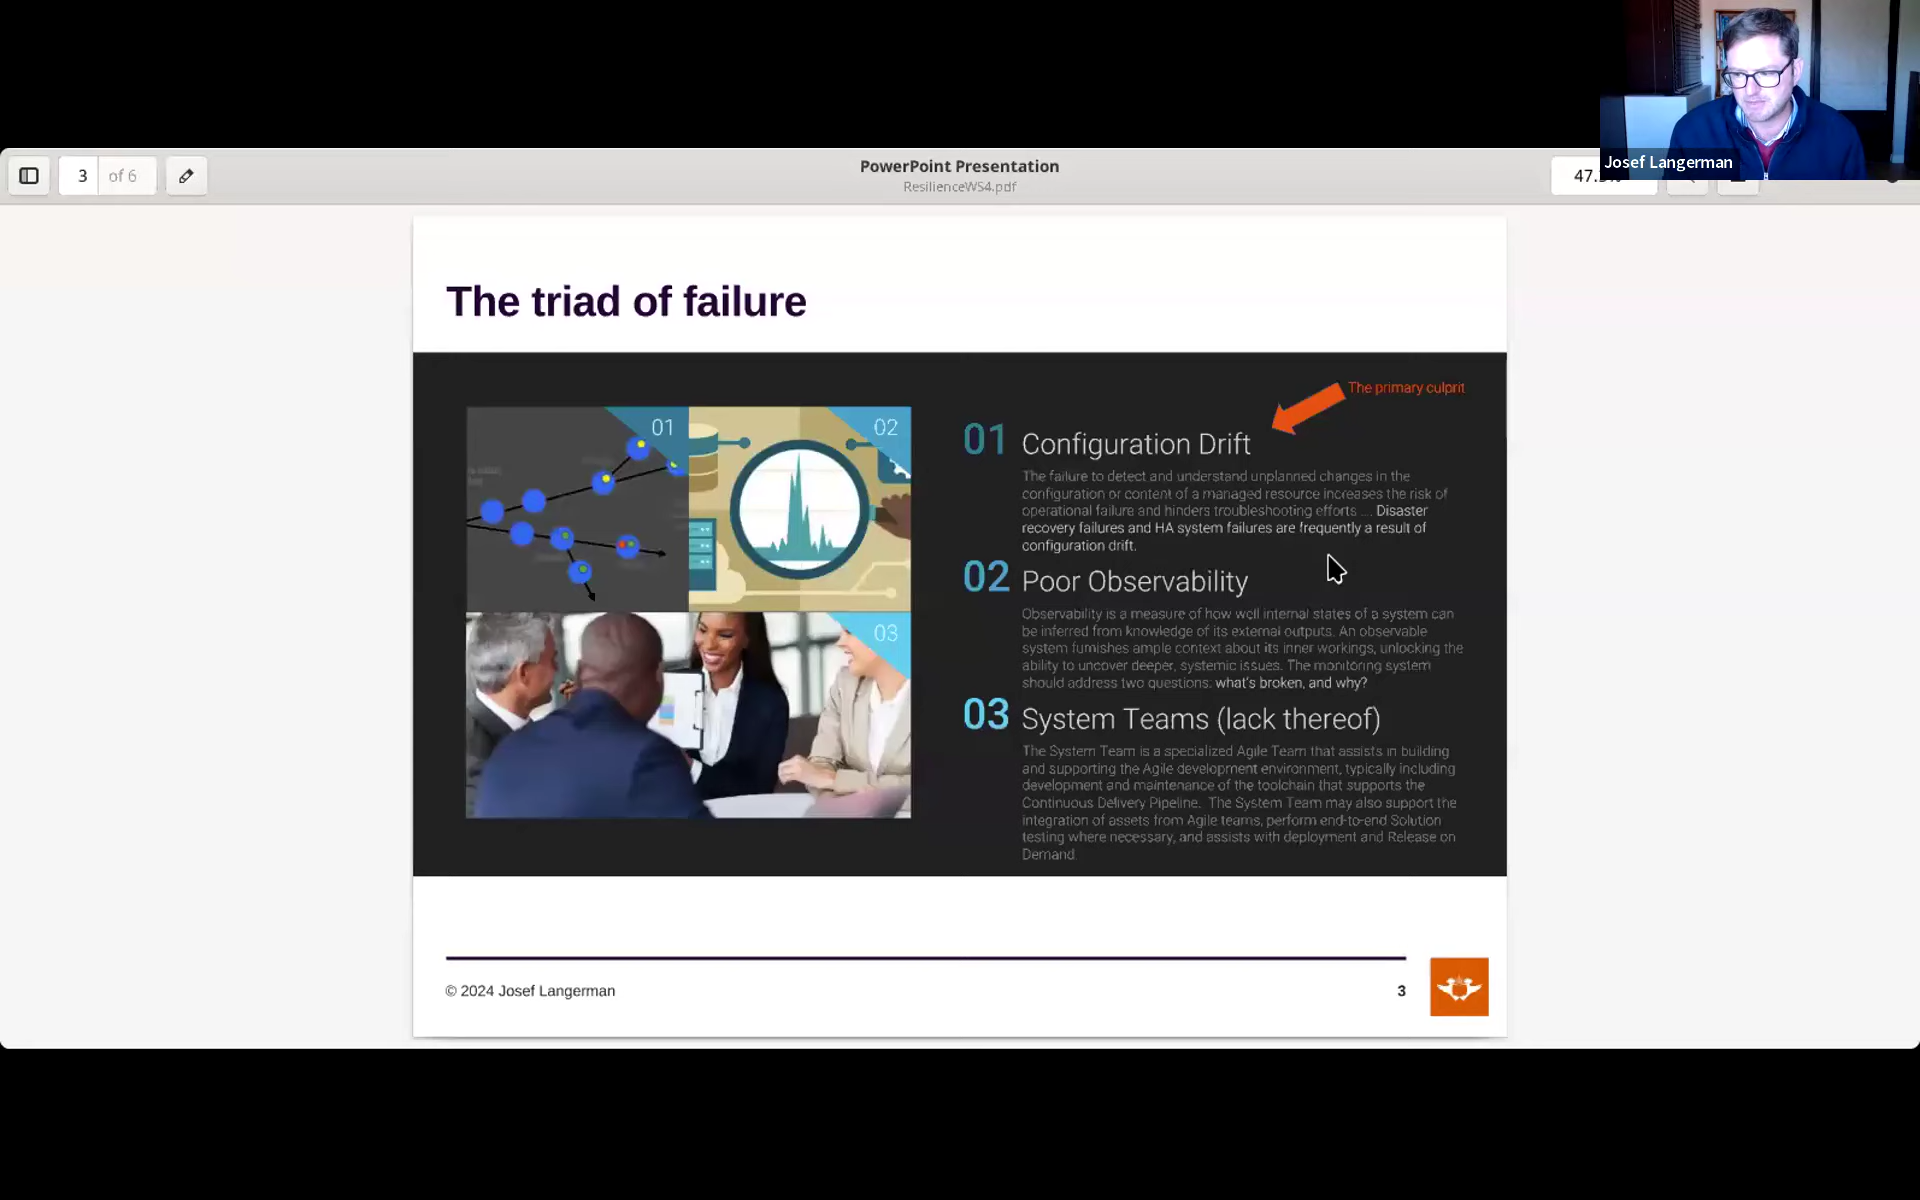 Josef Langerman
3
of 6
PowerPoint Presentation
ResilienceWS4.pdf
The triad of failure
The primary culprit
01
02
03
01 Configuration Drift
The failure to detect and understand unplanned changes in the
configuration or content of a managed resource increases the risk of
operational failure and hinders troubleshooting efforts ... Disaster
recovery failures and HA system failures are frequently a result of
configuration drift.
02 Poor Observability
Observability is a measure of how well internal states of a system can
be inferred from knowledge of its external outputs. An observable
system furnishes ample context about its inner workings, unlocking the
ability to uncover deeper, systemic issues. The monitoring system
should address two questions: what's broken, and why?
03 System Teams (lack thereof)
The System Team is a specialized Agile Team that assists in building
and supporting the Agile development environment, typically including
development and maintenance of the toolchain that supports the
Continuous Delivery Pipeline. The System Team may also support the
integration of assets from Agile teams, perform end-to-end Solution
testing where necessary, and assists with deployment and Release on
Demand
© 2024 Josef Langerman
3